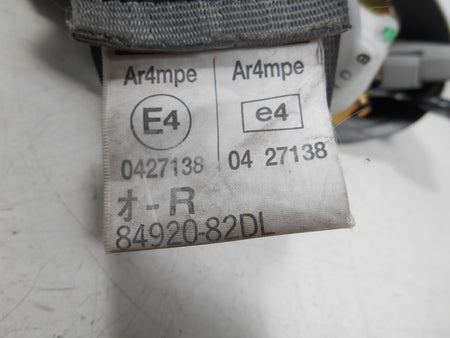 Ar4mpe Ar4mpe
E4 e4
0427138 04 27138
オ-R
84920-82DL